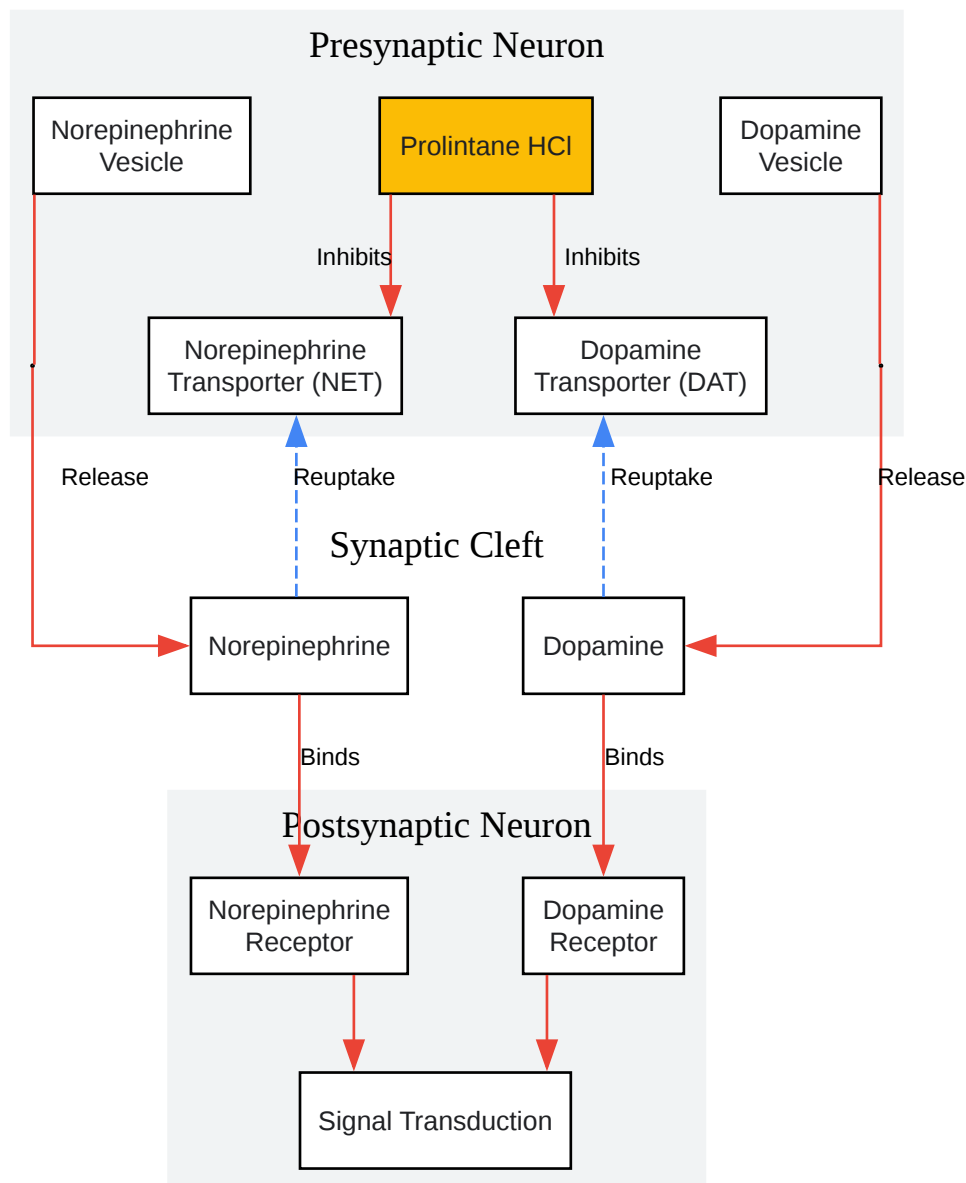 Presynaptic Neuron
Norepinephrine
Vesicle
Prolintane HCl
Dopamine
Vesicle
Inhibits
Inhibits
Norepinephrine
Transporter (NET)
Dopamine
Transporter (DAT)
Release
Reuptake
Reuptake
Release
Synaptic Cleft
Norepinephrine
Dopamine
Binds
Binds
Postsynaptic Neuron
Norepinephrine
Receptor
Dopamine
Receptor
Signal Transduction